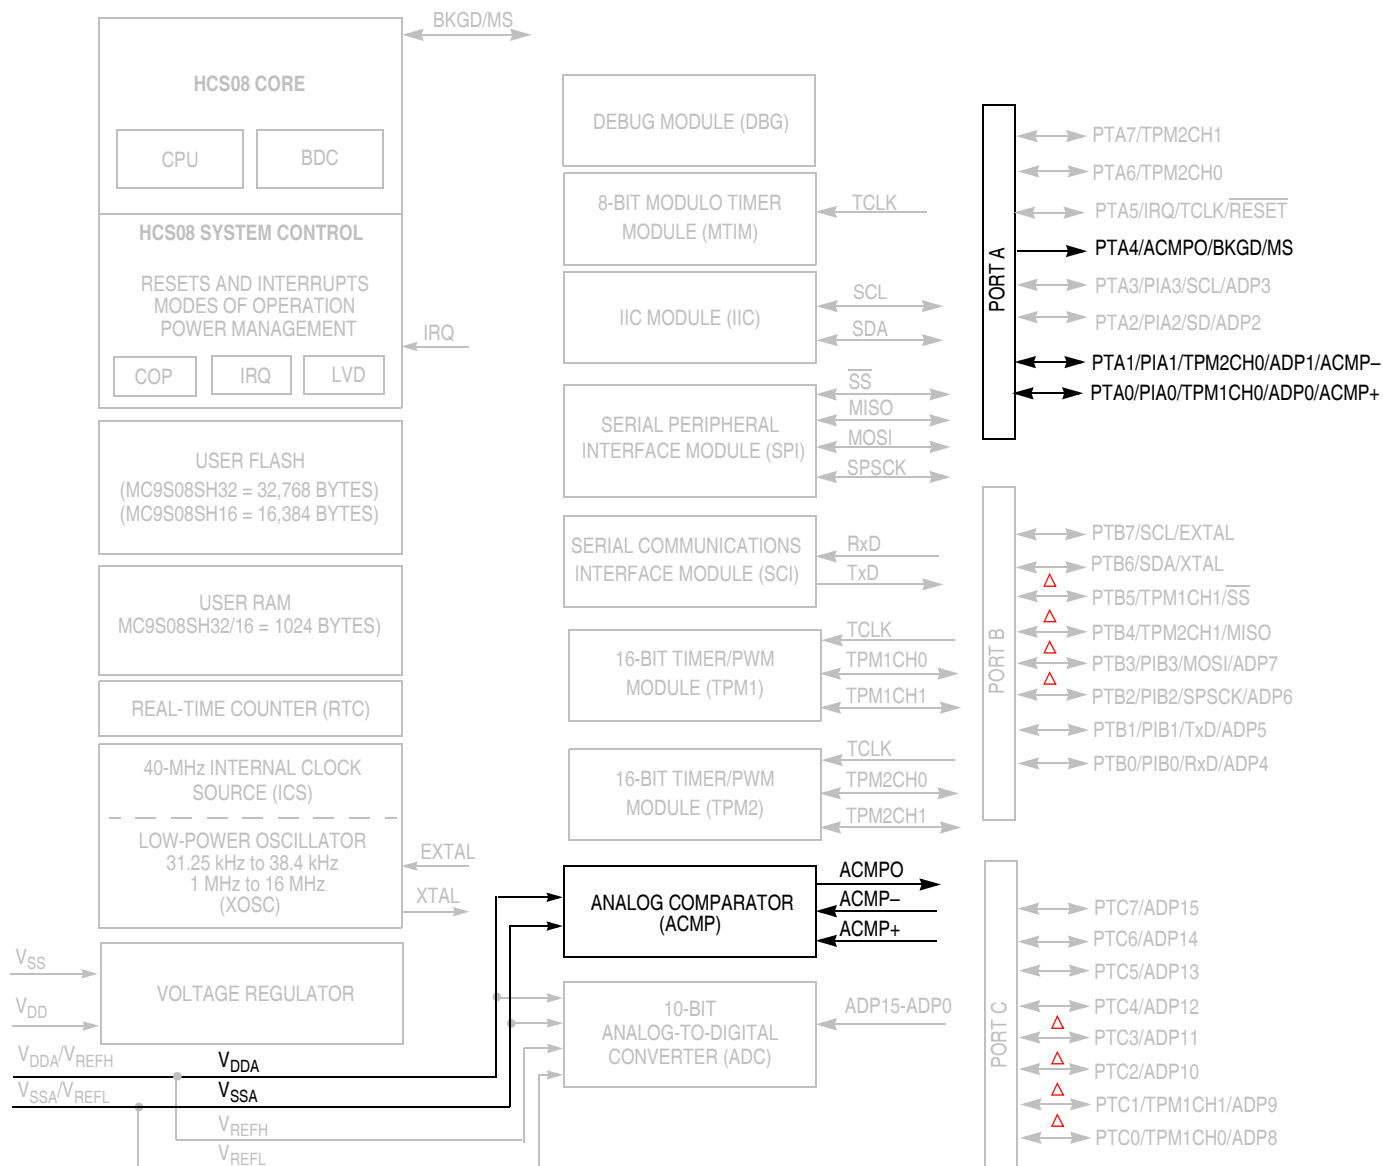 BKGD/MS
HCS08 CORE
CPU
BDC
HCS08 SYSTEM CONTROL
RESETS AND INTERRUPTS
MODES OF OPERATION
POWER MANAGEMENT
COP
IRQ
LVD
IRQ
USER FLASH
(MC9S08SH32 = 32,768 BYTES)
(MC9S08SH16 = 16,384 BYTES)
USER RAM
MC9S08SH32/16 = 1024 BYTES)
REAL-TIME COUNTER (RTC)
40-MHz INTERNAL CLOCK
SOURCE (ICS)
LOW-POWER OSCILLATOR
31.25 kHz to 38.4 kHz
1 MHz to 16 MHz
(XOSC)
EXTAL
XTAL
VSS
VDD
VOLTAGE REGULATOR
VDDA/VREFH
VDDA
VSSA/VREFL
VSSA
VREFH
VREFL
DEBUG MODULE (DBG)
8-BIT MODULO TIMER
MODULE (MTIM)
TCLK
IIC MODULE (IIC)
SCL
SDA
SERIAL PERIPHERAL
INTERFACE MODULE (SPI)
SS
MISO
MOSI
SPSCK
SERIAL COMMUNICATIONS
INTERFACE MODULE (SCI)
RxD
TxD
16-BIT TIMER/PWM
MODULE (TPM1)
TCLK
TPM1CH0
TPM1CH1
16-BIT TIMER/PWM
MODULE (TPM2)
TCLK
TPM2CH0
TPM2CH1
ANALOG COMPARATOR
(ACMP)
ACMPO
ACMP–
ACMP+
10-BIT
ANALOG-TO-DIGITAL
CONVERTER (ADC)
ADP15-ADP0
PORT A
PTA7/TPM2CH1
PTA6/TPM2CH0
PTA5/IRQ/TCLK/RESET
PTA4/ACMPO/BKGD/MS
PTA3/PIA3/SCL/ADP3
PTA2/PIA2/SD/ADP2
PTA1/PIA1/TPM2CH0/ADP1/ACMP–
PTA0/PIA0/TPM1CH0/ADP0/ACMP+
PORT B
PTB7/SCL/EXTAL
PTB6/SDA/XTAL
PTB5/TPM1CH1/SS
PTB4/TPM2CH1/MISO
PTB3/PIB3/MOSI/ADP7
PTB2/PIB2/SPSCK/ADP6
PTB1/PIB1/TxD/ADP5
PTB0/PIB0/RxD/ADP4
PORT C
PTC7/ADP15
PTC6/ADP14
PTC5/ADP13
PTC4/ADP12
PTC3/ADP11
PTC2/ADP10
PTC1/TPM1CH1/ADP9
PTC0/TPM1CH0/ADP8